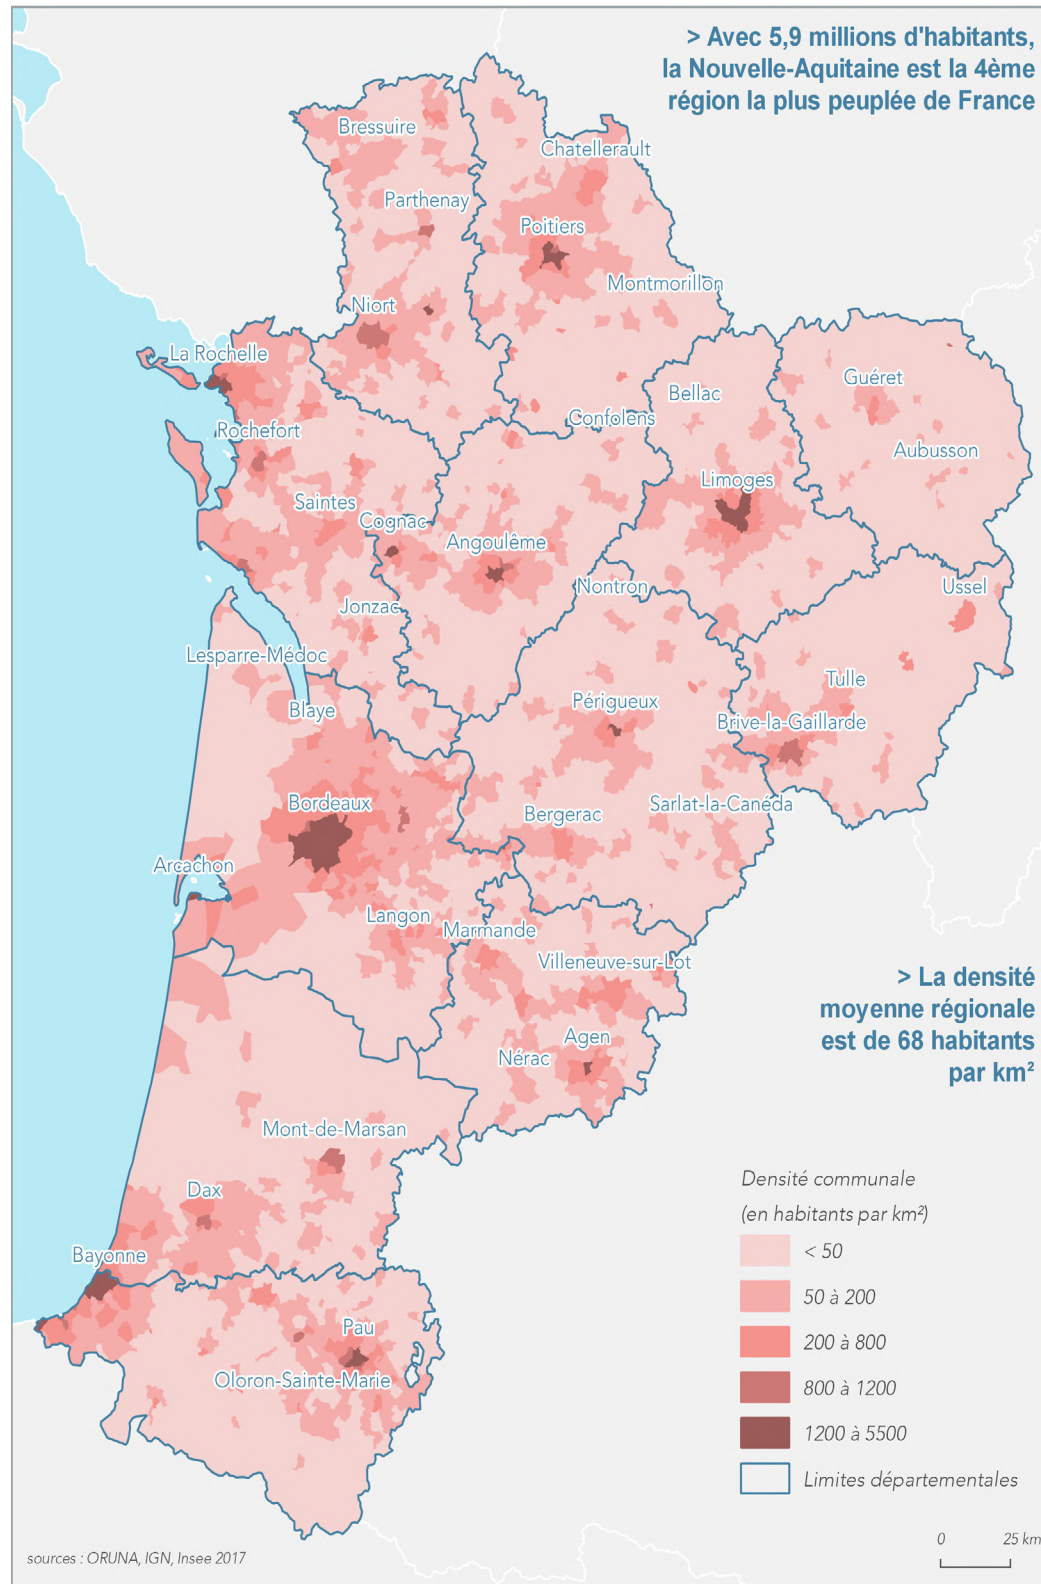 > Avec 5,9 millions d'habitants,
la Nouvelle-Aquitaine est la 4ème
région la plus peuplée de France
Bressuire
Chatellerault
Parthenay
Poitiers
Montmorillon
Niort
La Rochelle
Guéret
Bellac
Confolens
Rochefort
Aubusson
Limoges
Saintes
Cognac
Angoulême
Nontron
Ussel
Jonzac
Lesparre-Médoc
Tulle
Périgueux
Blaye
Brive-la-Gaillarde
Bordeaux
Sarlat-la-Canéda
Bergerac
Arcachon
Langon
Marmande
Villeneuve-sur-Lot
> La densité
moyenne régionale
est de 68 habitants
par km²
Agen
Nérac
Mont-de-Marsan
Dax
Bayonne
Pau
Oloron-Sainte-Marie
Densité communale
(en habitants par km²)
< 50
50 à 200
200 à 800
800 à 1200
1200 à 5500
Limites départementales
0 25 km
sources : ORUNA, IGN, Insee 2017